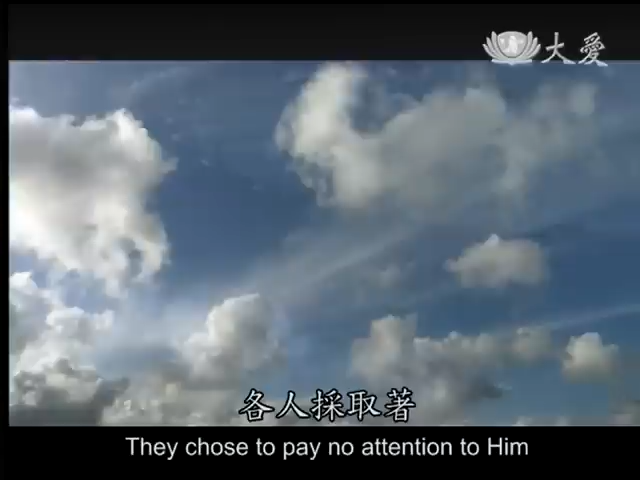 大愛
各人採取著
They chose to pay no attention to Him